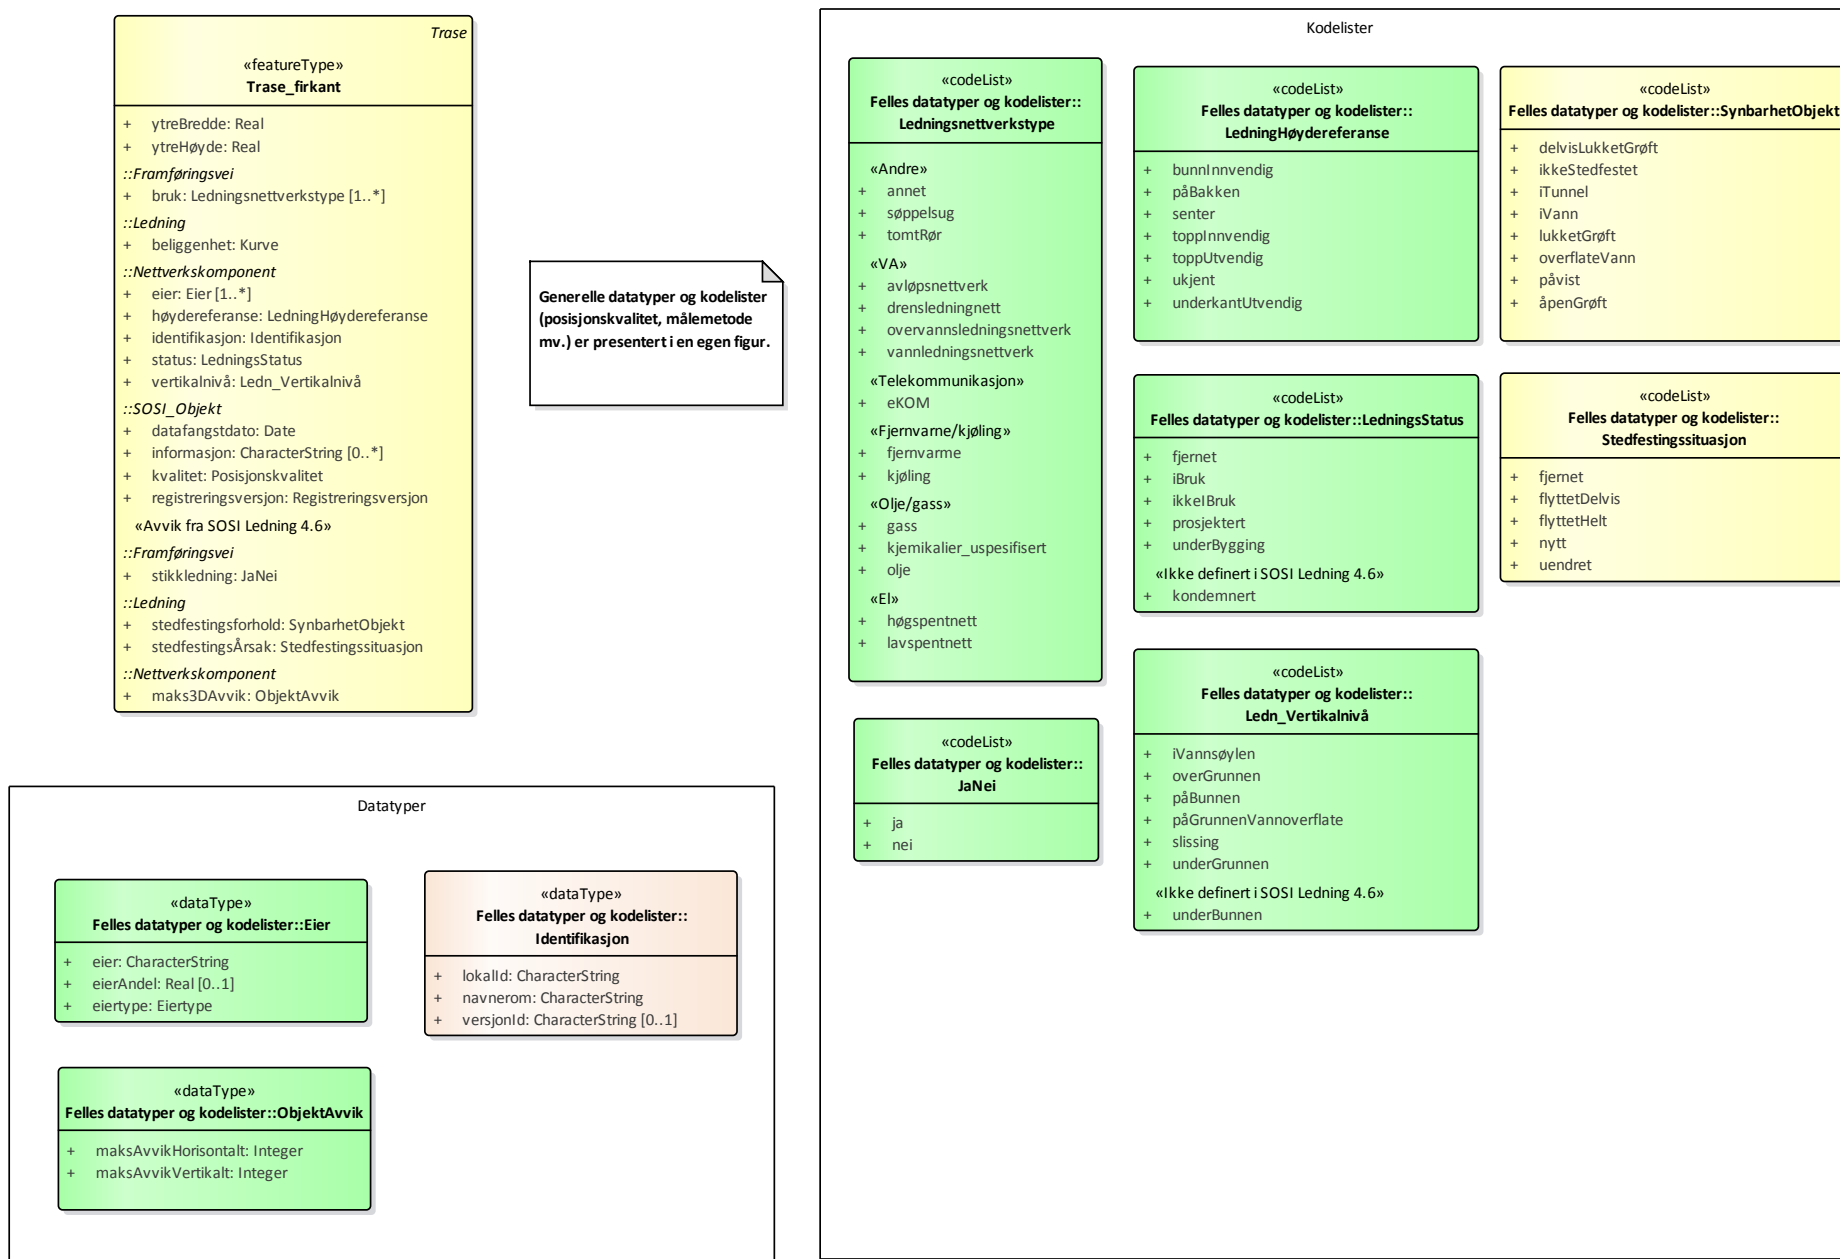 Trase
«featureType»
Trase_firkant
+ ytreBredde: Real
+ ytreHøyde: Real
::Framføringsvei
+ bruk: Ledningsnettverkstype [1..*]
::Ledning
+ beliggenhet: Kurve
::Nettverkskomponent
+ eier: Eier [1..*]
+ høydereferanse: LedningHøydereferanse
+ identifikasjon: Identifikasjon
+ status: LedningsStatus
+ vertikalnivå: Ledn_Vertikalnivå
::SOSI_Objekt
+ datafangstdato: Date
+ informasjon: CharacterString [0..*]
+ kvalitet: Posisjonskvalitet
+ registreringsversjon: Registreringsversjon
«Avvik fra SOSI Ledning 4.6»
::Framføringsvei
+ stikkledning: JaNei
::Ledning
+ stedfestingsforhold: SynbarhetObjekt
+ stedfestingsÅrsak: Stedfestingssituasjon
::Nettverkskomponent
+ maks3DAvvik: ObjektAvvik
Generelle datatyper og kodelister
(posisjonskvalitet, målemetode
mv.) er presentert i en egen figur.
Datatyper
«dataType»
Felles datatyper og kodelister::Eier
+ eier: CharacterString
+ eierAndel: Real [0..1]
+ eiertype: Eiertype
«dataType»
Felles datatyper og kodelister::
Identifikasjon
+ lokalId: CharacterString
+ navnerom: CharacterString
+ versjonId: CharacterString [0..1]
«dataType»
Felles datatyper og kodelister::ObjektAvvik
+ maksAvvikHorisontalt: Integer
+ maksAvvikVertikalt: Integer
Kodelister
«codeList»
Felles datatyper og kodelister::
Ledningsnettverkstype
«Andre»
+ annet
+ søppelsug
+ tomtRør
«VA»
+ avløpsnettverk
+ drensledningnett
+ overvannsledningsnettverk
+ vannledningsnettverk
«Telekommunikasjon»
+ eKOM
«Fjernvarne/kjøling»
+ fjernvarme
+ kjøling
«Olje/gass»
+ gass
+ kjemikalier_uspesifisert
+ olje
«El»
+ høgspentnett
+ lavspentnett
«codeList»
Felles datatyper og kodelister::
JaNei
+ ja
+ nei
«codeList»
Felles datatyper og kodelister::
LedningHøydereferanse
+ bunnInnvendig
+ påBakken
+ senter
+ toppInnvendig
+ toppUtvendig
+ ukjent
+ underkantUtvendig
«codeList»
Felles datatyper og kodelister::LedningsStatus
+ fjernet
+ iBruk
+ ikkeIBruk
+ prosjektert
+ underBygging
«Ikke definert i SOSI Ledning 4.6»
+ kondemnert
«codeList»
Felles datatyper og kodelister::
Ledn_Vertikalnivå
+ iVannsøylen
+ overGrunnen
+ påBunnen
+ påGrunnenVannoverflate
+ slissing
+ underGrunnen
«Ikke definert i SOSI Ledning 4.6»
+ underBunnen
«codeList»
Felles datatyper og kodelister::SynbarhetObjekt
+ delvisLukketGrøft
+ ikkeStedfestet
+ iTunnel
+ iVann
+ lukketGrøft
+ overflateVann
+ påvist
+ åpenGrøft
«codeList»
Felles datatyper og kodelister::
Stedfestingssituasjon
+ fjernet
+ flyttetDelvis
+ flyttetHelt
+ nytt
+ uendret